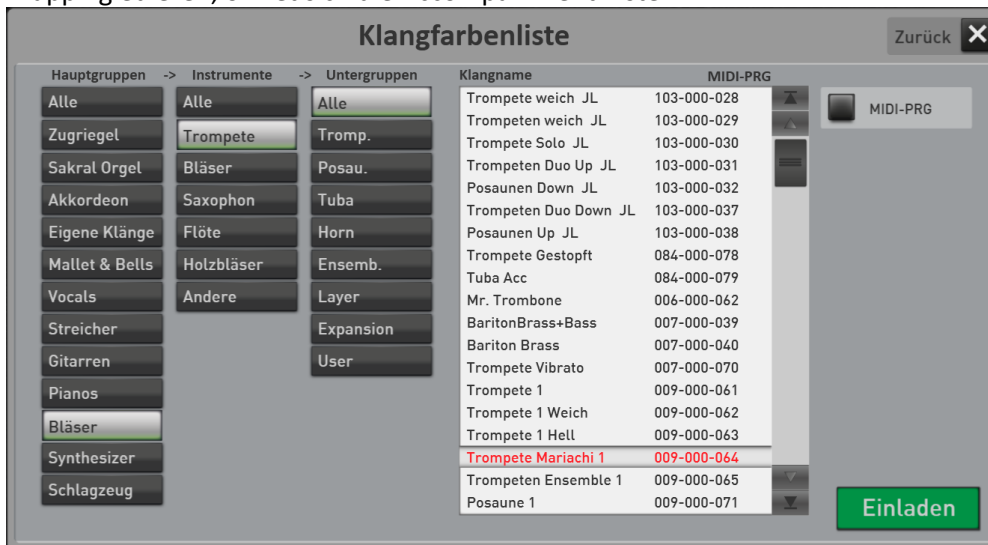 Klangfarbenliste
Zurück
Hauptgruppen -> Instrumente -> Untergruppen
Klangname MIDI-PRG
Alle
Zugriegel
Sakral Orgel
Akkordeon
Eigene Klänge
Mallet & Bells
Vocals
Streicher
Gitarren
Pianos
Bläser
Synthesizer
Schlagzeug
Alle
Trompete
Bläser
Saxophon
Flöte
Holzbläser
Andere
Alle
Tromp.
Posau.
Tuba
Horn
Ensemb.
Layer
Expansion
User
Trompete weich JL 103-000-028
Trompeten weich JL 103-000-029
Trompete Solo JL 103-000-030
Trompeten Duo Up JL 103-000-031
Posaunen Down JL 103-000-032
Trompeten Duo Down JL 103-000-037
Posaunen Up JL 103-000-038
Trompete Gestopft 084-000-078
Tuba Acc 084-000-079
Mr. Trombone 006-000-062
BaritonBrass+Bass 007-000-039
Bariton Brass 007-000-040
Trompete Vibrato 007-000-070
Trompete 1 009-000-061
Trompete 1 Weich 009-000-062
Trompete 1 Hell 009-000-063
Trompete Mariachi 1 009-000-064
Trompeten Ensemble 1 009-000-065
Posaune 1 009-000-071
MIDI-PRG
Einladen